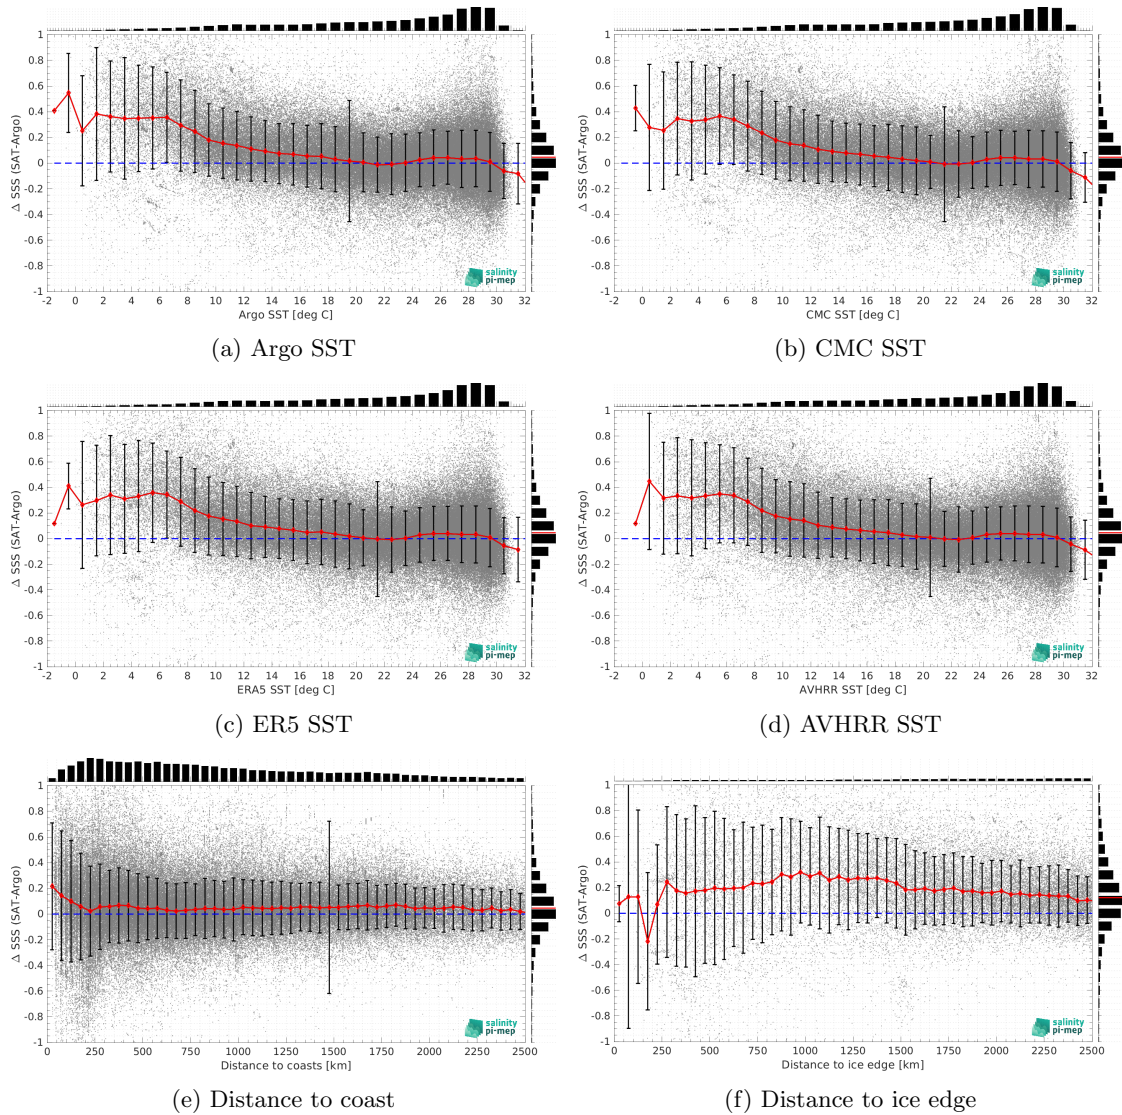 1
0.8
0.6
0.4
0.2
0
-0.2
-0.4
-0.6
-0.8
-1
Δ SSS (SAT-Argo)
-2 0 2 4 6 8 10 12 14 16 18 20 22 24 26 28 30 32
Argo SST [deg C]
salinity
pi-mep
(a) Argo SST
1
0.8
0.6
0.4
0.2
0
-0.2
-0.4
-0.6
-0.8
-1
Δ SSS (SAT-Argo)
-2 0 2 4 6 8 10 12 14 16 18 20 22 24 26 28 30 32
CMC SST [deg C]
salinity
pi-mep
(b) CMC SST
1
0.8
0.6
0.4
0.2
0
-0.2
-0.4
-0.6
-0.8
-1
Δ SSS (SAT-Argo)
-2 0 2 4 6 8 10 12 14 16 18 20 22 24 26 28 30 32
ERA5 SST [deg C]
salinity
pi-mep
(c) ER5 SST
1
0.8
0.6
0.4
0.2
0
-0.2
-0.4
-0.6
-0.8
-1
Δ SSS (SAT-Argo)
-2 0 2 4 6 8 10 12 14 16 18 20 22 24 26 28 30 32
AVHRR SST [deg C]
salinity
pi-mep
(d) AVHRR SST
1
0.8
0.6
0.4
0.2
0
-0.2
-0.4
-0.6
-0.8
-1
Δ SSS (SAT-Argo)
0 250 500 750 1000 1250 1500 1750 2000 2250 2500
Distance to coasts [km]
salinity
pi-mep
(e) Distance to coast
1
0.8
0.6
0.4
0.2
0
-0.2
-0.4
-0.6
-0.8
-1
Δ SSS (SAT-Argo)
0 250 500 750 1000 1250 1500 1750 2000 2250 2500
Distance to ice edge [km]
salinity
pi-mep
(f) Distance to ice edge